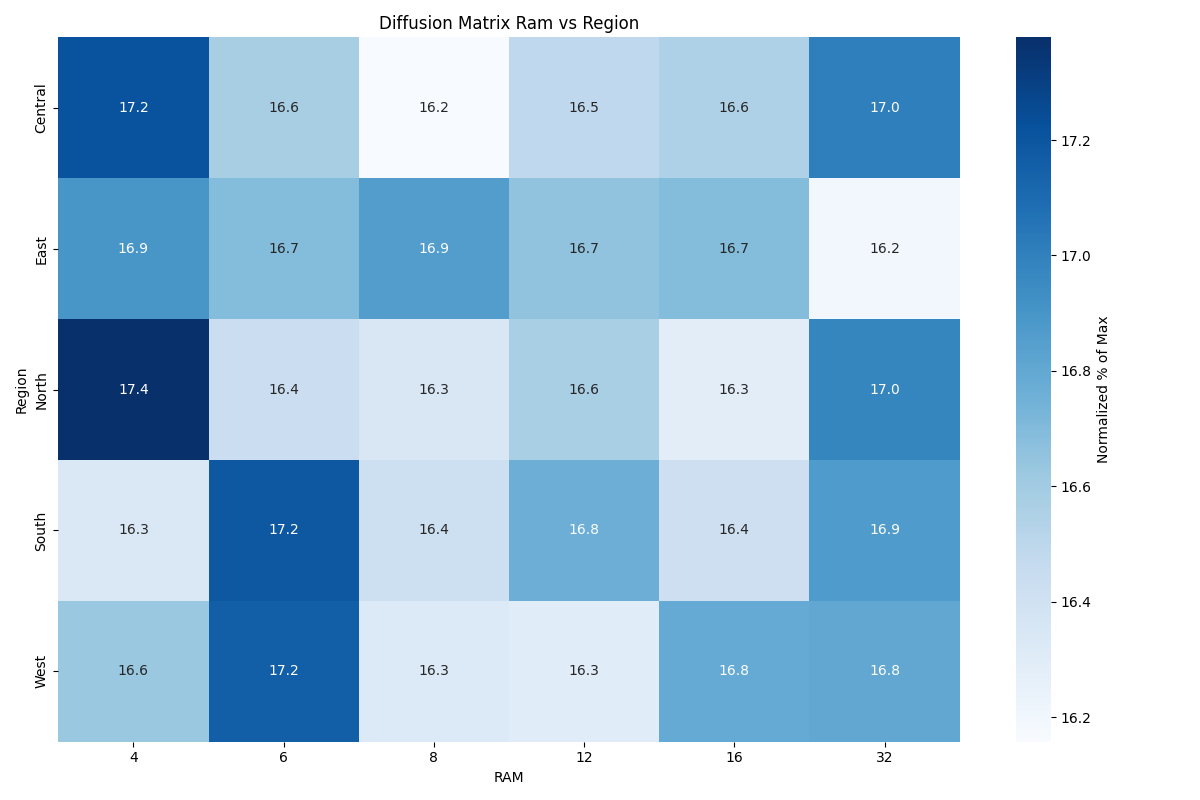 Diffusion Matrix Ram vs Region
Region
Central 17.2 16.6 16.2 16.5 16.6 17.0
East 16.9 16.7 16.9 16.7 16.7 16.2
North 17.4 16.4 16.3 16.6 16.3 17.0
South 16.3 17.2 16.4 16.8 16.4 16.9
West 16.6 17.2 16.3 16.3 16.8 16.8
4 6 8 12 16 32
RAM
17.2
17.0
16.8
16.6
16.4
16.2
Normalized % of Max